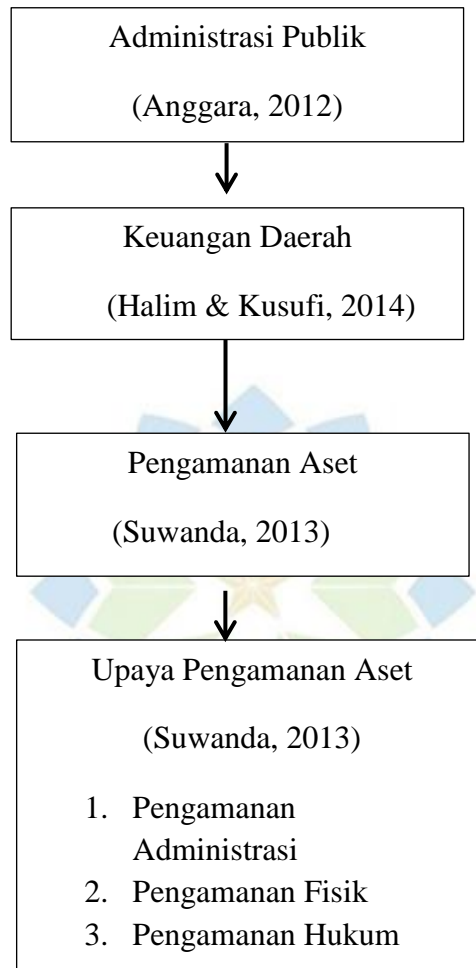 Administrasi Publik
(Anggara, 2012)
Keuangan Daerah
(Halim & Kusufi, 2014)
Pengamanan Aset
(Suwanda, 2013)
Upaya Pengamanan Aset
(Suwanda, 2013)
1. Pengamanan
Administrasi
2. Pengamanan Fisik
3. Pengamanan Hukum